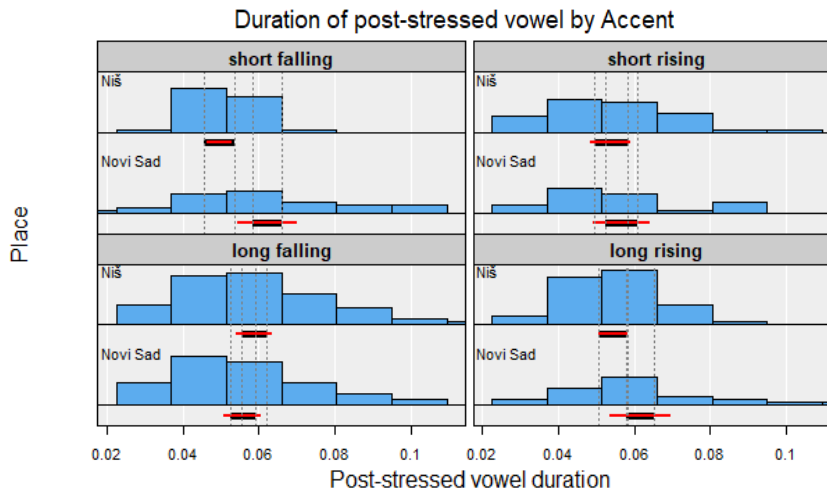 Duration of post-stressed vowel by Accent
short falling
short rising
Niš
Niš
Novi Sad
Novi Sad
long falling
long rising
Niš
Niš
Novi Sad
Novi Sad
Place
0.02 0.04 0.06 0.08 0.1
0.02 0.04 0.06 0.08 0.1
Post-stressed vowel duration